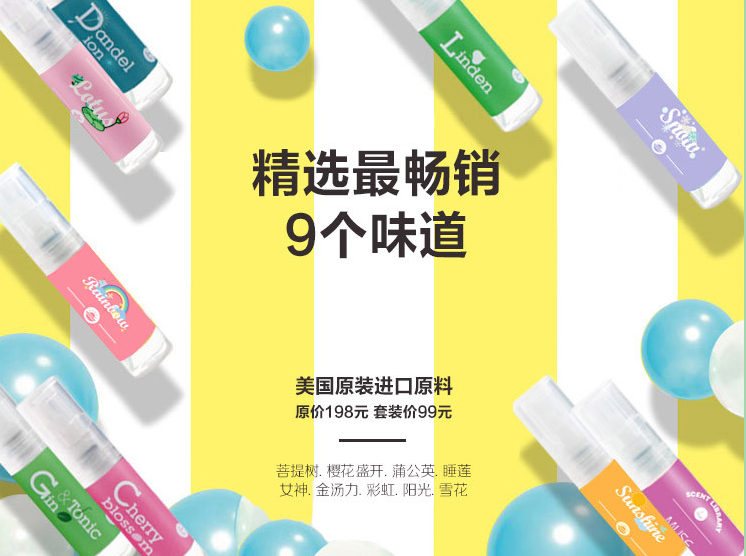 Dandel
ion
Lotus
Linden
Snow
精选最畅销
9个味道
Rainbow
美国原装进口原料
原价198元 套装价99元
菩提树. 樱花盛开. 蒲公英. 睡莲
女神. 金汤力. 彩虹. 阳光. 雪花
Gin & Tonic
Cherry
blossom
Sunshine
SCENT LIBRARY
MUSE